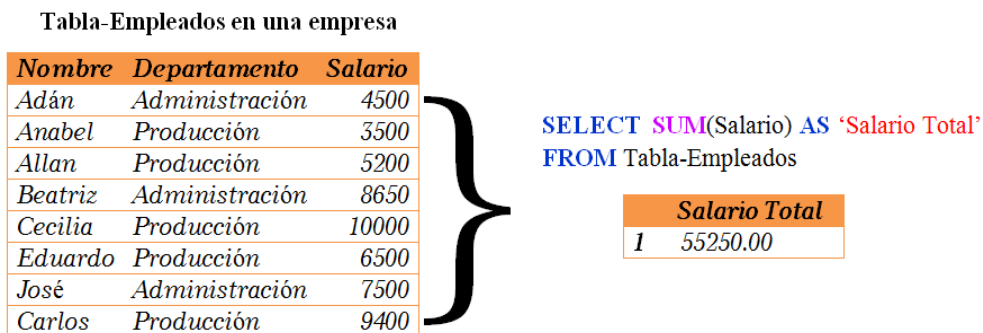 Tabla-Empleados en una empresa
Nombre Departamento Salario
Adán Administración 4500
Anabel Producción 3500
Allan Producción 5200
Beatriz Administración 8650
Cecilia Producción 10000
Eduardo Producción 6500
José Administración 7500
Carlos Producción 9400
SELECT SUM(Salario) AS ‘Salario Total’
FROM Tabla-Empleados
Salario Total
1 55250.00